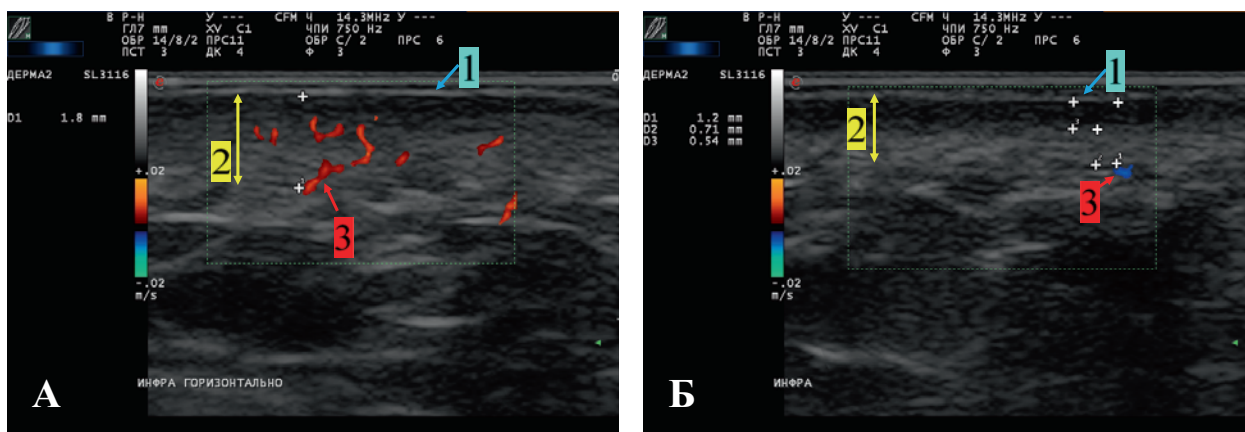 В Р-Н У --- CFM Ч 14.3MHz У ---
ГЛ7 mm XV C1 ЧПИ 750 Hz
ОБР 14/8/2 ПРС11 ОБР С/ 2 ПРС 6
ПСТ 3 ДК 4 Ф 3
ДЕРМА2 SL3116
D1 1.8 mm
1
2
3
+.02
-.02
m/s
ИНФРА ГОРИЗОНТАЛЬНО
А
В Р-Н У --- CFM Ч 14.3MHz У ---
ГЛ7 mm XV C1 ЧПИ 750 Hz
ОБР 14/8/2 ПРС11 ОБР С/ 2 ПРС 6
ПСТ 3 ДК 4 Ф 3
ДЕРМА2 SL3116
D1 1.2 mm
D2 0.71 mm
D3 0.54 mm
1
2
3
+.02
-.02
m/s
ИНФРА
Б